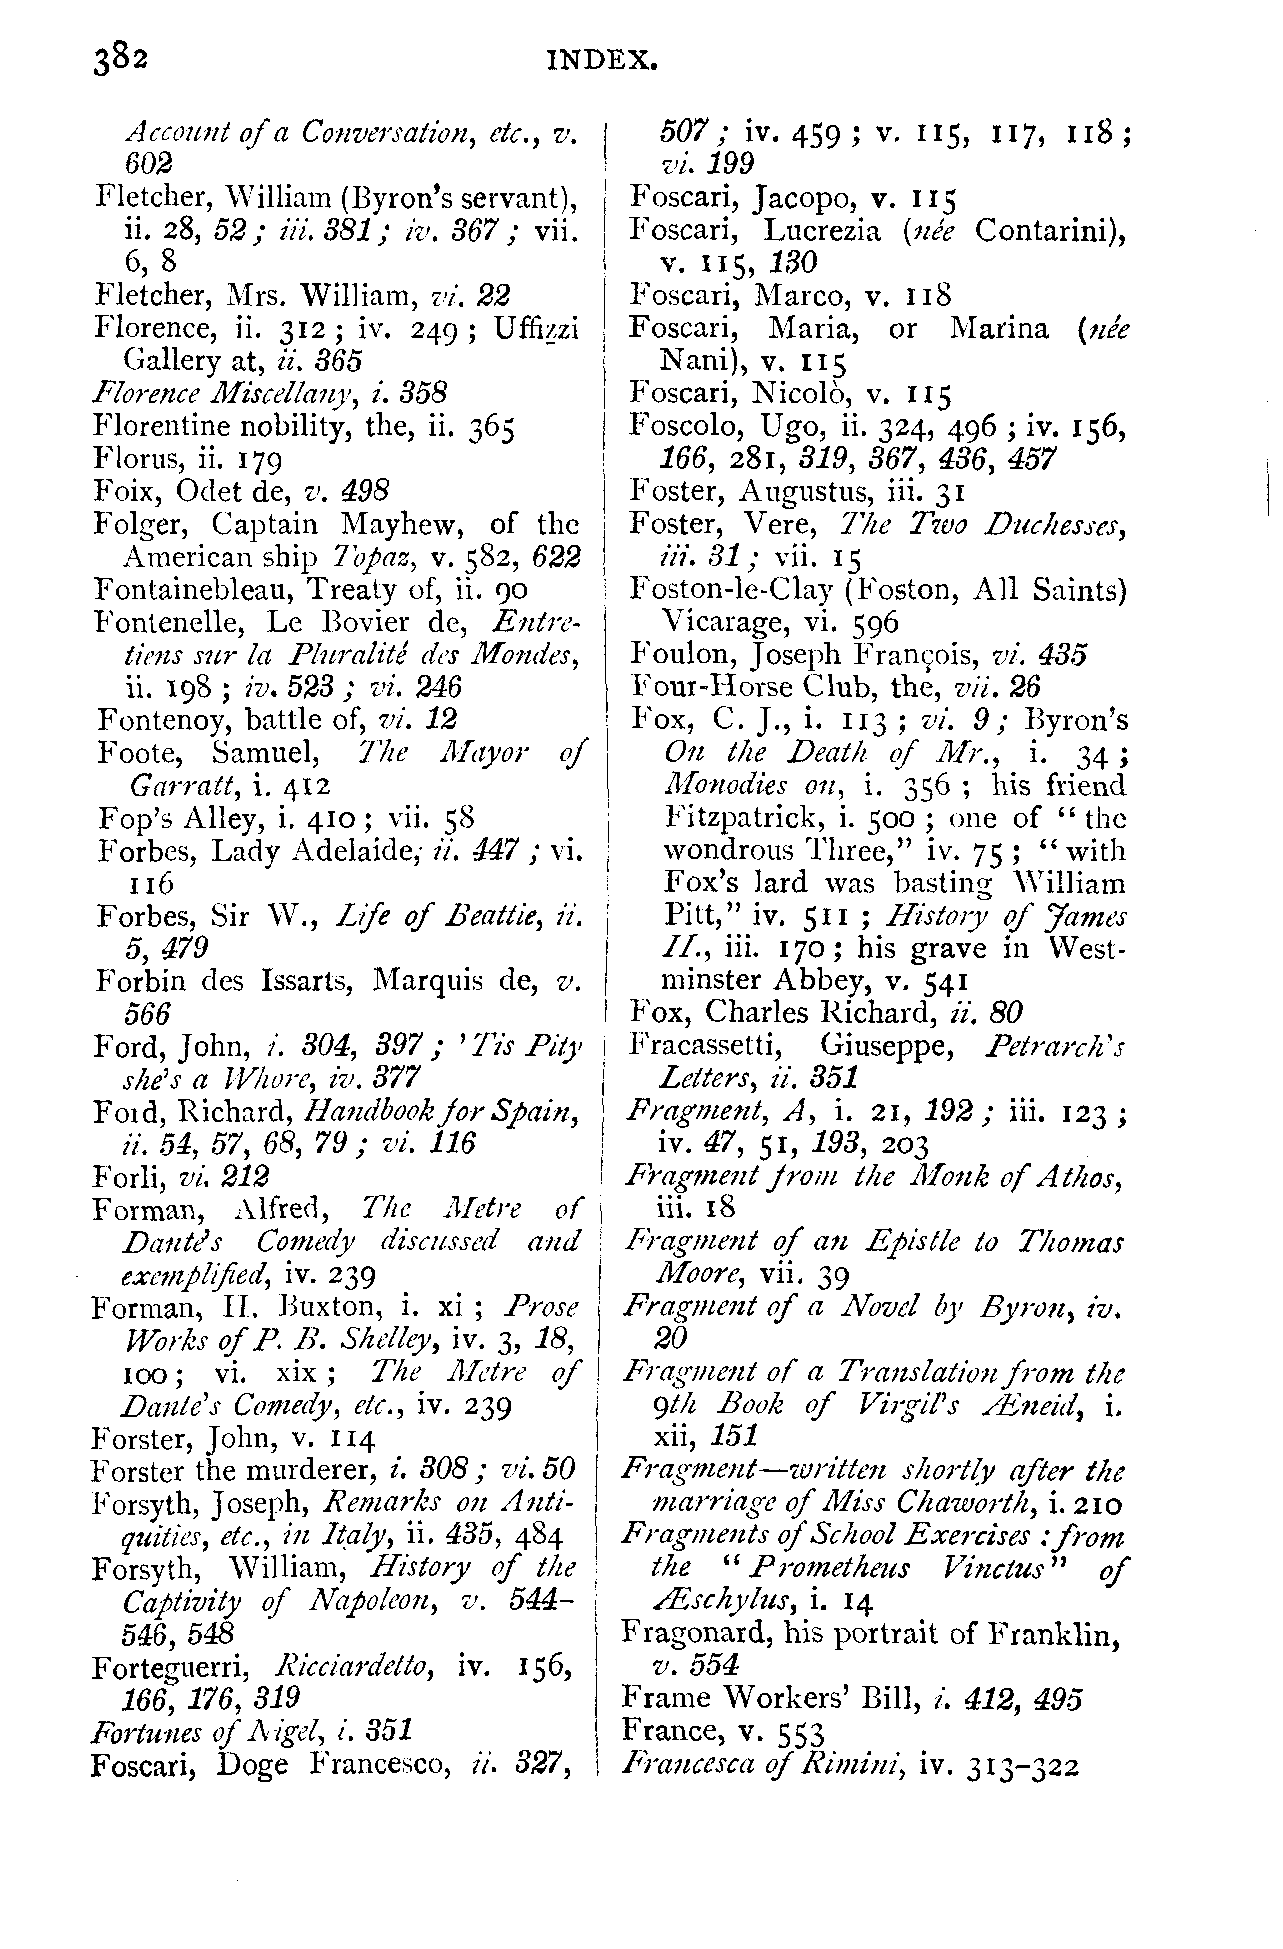 382
INDEX.
Account of a Conversation, etc., v.
602
Fletcher, William (Byron's servant),
ii. 28, 52 ; iii. 381 ; iv. 367 ; vii.
6, 8
Fletcher, Mrs. William, vi. 22
Florence, ii. 312 ; iv. 249 ; Uffizzi
Gallery at, ii. 365
Florence Miscellany, i. 358
Florentine nobility, the, ii. 365
Florus, ii. 179
Foix, Odet de, v. 498
Folger, Captain Mayhew, of the
American ship Topaz, v. 582, 622
Fontainebleau, Treaty of, ii. 90
Fontenelle, Le Bovier de, Entre-
tiens sur la Pluralité des Mondes,
ii. 198 ; iv. 523 ; vi. 246
Fontenoy, battle of, vi. 12
Foote, Samuel, The Mayor of
Garratt, i. 412
Fop's Alley, i. 410 ; vii. 58
Forbes, Lady Adelaide, ii. 447 ; vi.
116
Forbes, Sir W., Life of Beattie, ii.
5, 479
Forbin des Issarts, Marquis de, v.
566
Ford, John, i. 304, 397 ; 'Tis Pity
she's a Whore, iv. 377
Ford, Richard, Handbook for Spain,
ii. 54, 57, 68, 79 ; vi. 116
Forli, vi. 212
Forman, Alfred, The Metre of
Dante's Comedy discussed and
exemplified, iv. 239
Forman, H. Buxton, i. xi ; Prose
Works of P. B. Shelley, iv. 3, 18,
100 ; vi. xix ; The Metre of
Dante's Comedy, etc., iv. 239
Forster, John, v. 114
Forster the murderer, i. 308 ; vi. 50
Forsyth, Joseph, Remarks on Anti-
quities, etc., in Italy, ii. 435, 484
Forsyth, William, History of the
Captivity of Napoleon, v. 544–
546, 548
Forteguerri, Ricciardetto, iv. 156,
166, 176, 319
Fortunes of Nigel, i. 351
Foscari, Doge Francesco, ii. 327,
507 ; iv. 459 ; v. 115, 117, 118 ;
vi. 199
Foscari, Jacopo, v. 115
Foscari, Lucrezia (née Contarini),
v. 115, 130
Foscari, Marco, v. 118
Foscari, Maria, or Marina (née
Nani), v. 115
Foscari, Nicolò, v. 115
Foscolo, Ugo, ii. 324, 496 ; iv. 156,
166, 281, 319, 367, 436, 457
Foster, Augustus, iii. 31
Foster, Vere, The Two Duchesses,
iii. 31 ; vii. 15
Foston-le-Clay (Foston, All Saints)
Vicarage, vi. 596
Foulon, Joseph François, vi. 435
Four-Horse Club, the, vii. 26
Fox, C. J., i. 113 ; vi. 9 ; Byron's
On the Death of Mr., i. 34 ;
Monodies on, i. 356 ; his friend
Fitzpatrick, i. 500 ; one of “ the
wondrous Three,” iv. 75 ; “ with
Fox's lard was basting William
Pitt,” iv. 511 ; History of James
II., iii. 170 ; his grave in West-
minster Abbey, v. 541
Fox, Charles Richard, ii. 80
Fracassetti, Giuseppe, Petrarch's
Letters, ii. 351
Fragment, A, i. 21, 192 ; iii. 123 ;
iv. 47, 51, 193, 203
Fragment from the Monk of Athos,
iii. 18
Fragment of an Epistle to Thomas
Moore, vii. 39
Fragment of a Novel by Byron, iv.
20
Fragment of a Translation from the
9th Book of Virgil's Æneid, i.
xii, 151
Fragment—written shortly after the
marriage of Miss Chaworth, i. 210
Fragments of School Exercises : from
the “ Prometheus Vinctus” of
Æschylus, i. 14
Fragonard, his portrait of Franklin,
v. 554
Frame Workers' Bill, i. 412, 495
France, v. 553
Francesca of Rimini, iv. 313–322